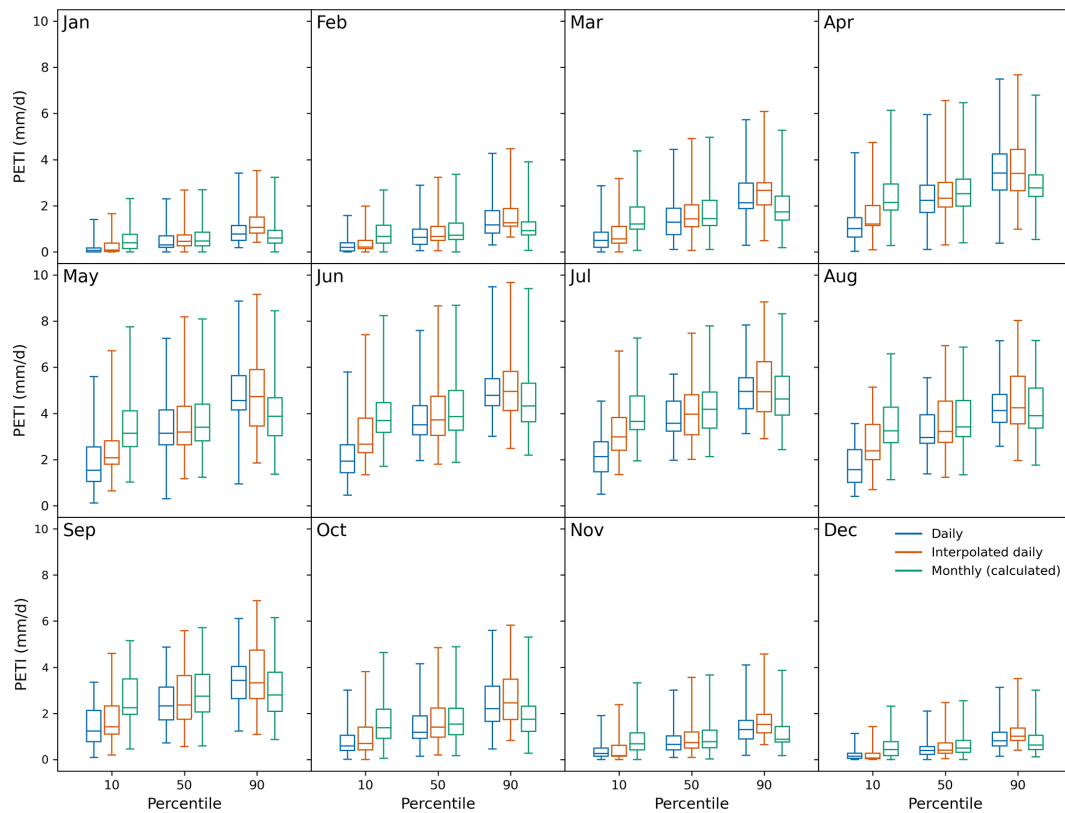 Jan
Feb
Mar
Apr
10
8
6
4
2
0
PETI (mm/d)
May
Jun
Jul
Aug
10
8
6
4
2
0
PETI (mm/d)
Sep
Oct
Nov
Dec
Daily
Interpolated daily
Monthly (calculated)
10
8
6
4
2
0
PETI (mm/d)
10 50 90
10 50 90
10 50 90
10 50 90
Percentile
Percentile
Percentile
Percentile